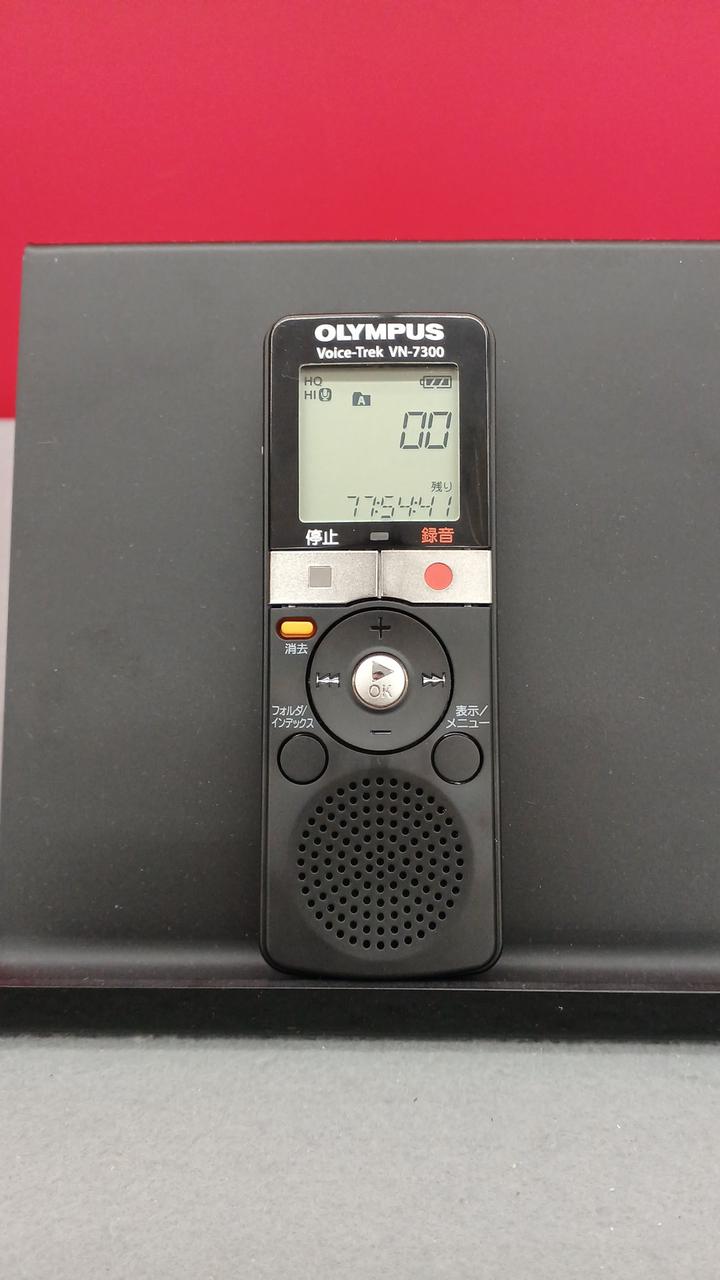 OLYMPUS
Voice-Trek VN-7300
HQ
HI
A
00
残り
77:54:41
停止
録音
消去
+
OK
フォルダ/
インデックス
表示/
メニュー
−